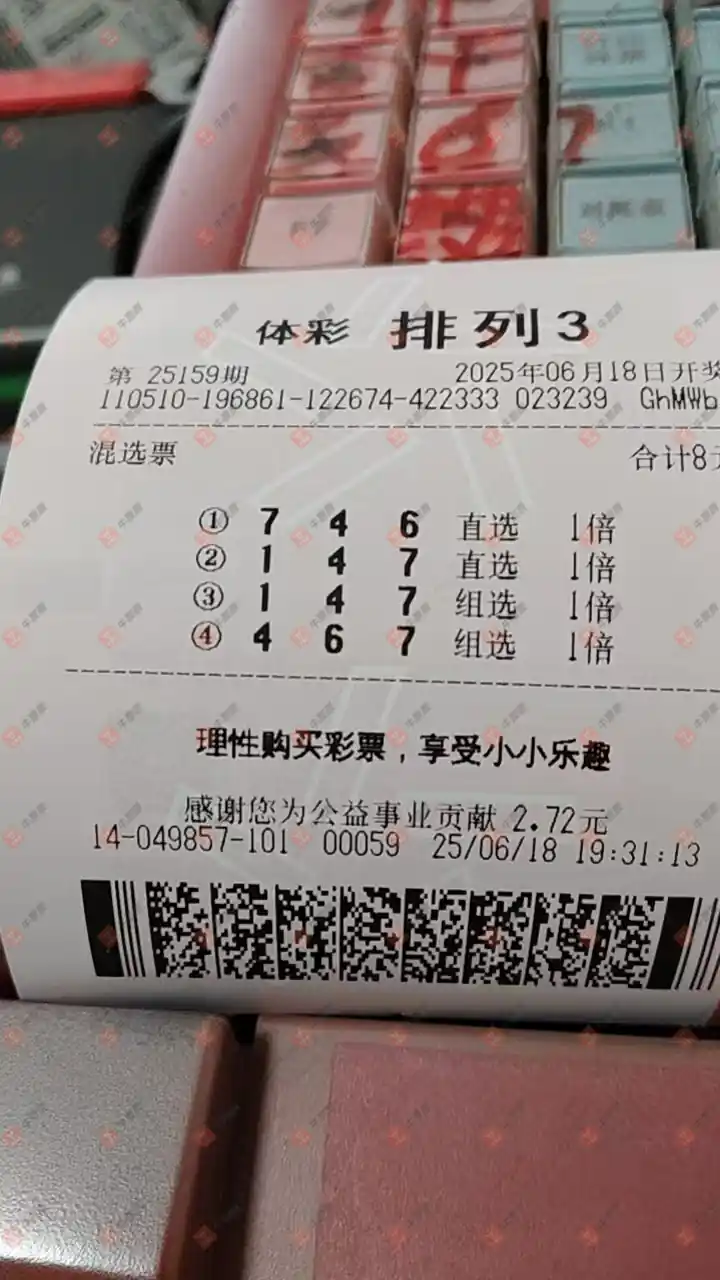 体彩 排列3
第 25159期 2025年06月18日开奖
110510-196861-122674-422333 023239 GhMWb
混选票 合计8元
① 7 4 6 直选 1倍
② 1 4 7 直选 1倍
③ 1 4 7 组选 1倍
④ 4 6 7 组选 1倍
理性购买彩票，享受小小乐趣
感谢您为公益事业贡献 2.72元
14-049857-101 00059 25/06/18 19:31:13